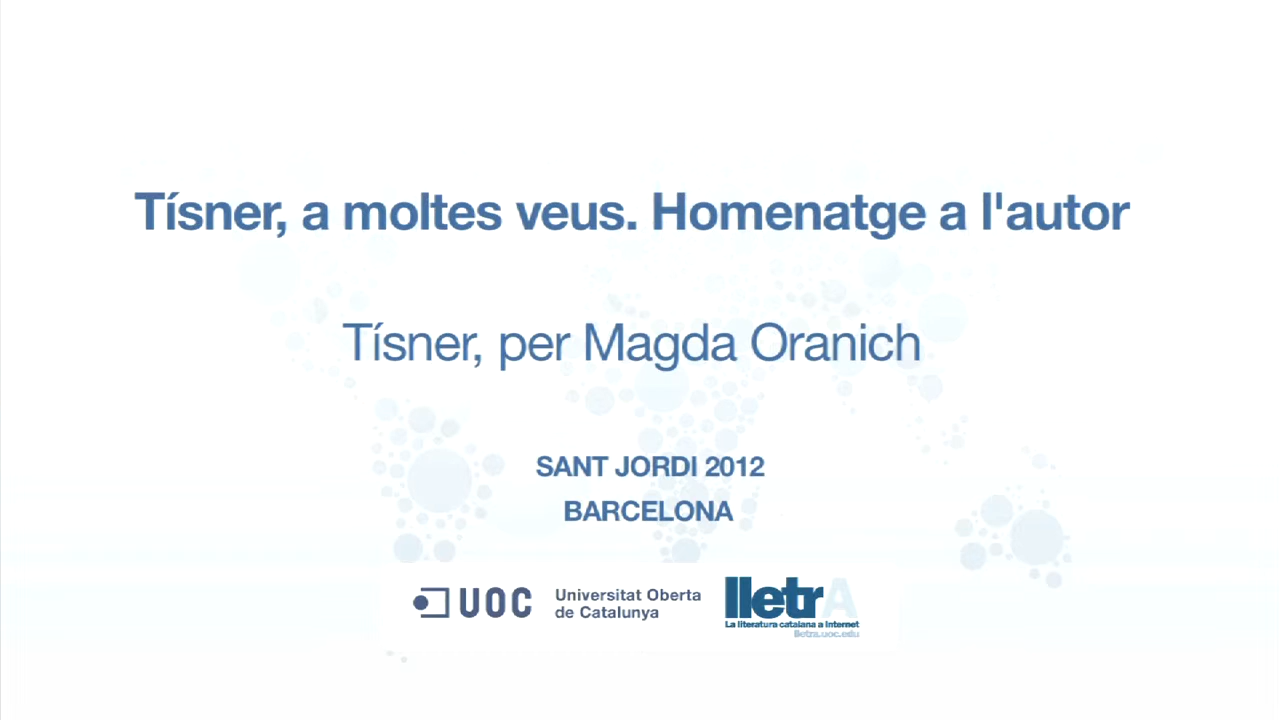 Tísner, a moltes veus. Homenatge a l'autor
Tísner, per Magda Oranich
SANT JORDI 2012
BARCELONA
UOC
Universitat Oberta
de Catalunya
lletrA
La literatura catalana a Internet
lletra.uoc.edu